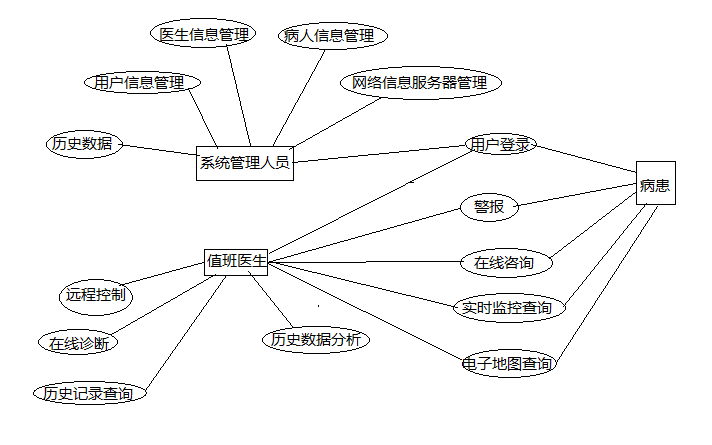 医生信息管理
病人信息管理
用户信息管理
网络信息服务器管理
历史数据
用户登录
系统管理人员
病患
警报
值班医生
在线咨询
远程控制
实时监控查询
在线诊断
历史数据分析
电子地图查询
历史记录查询